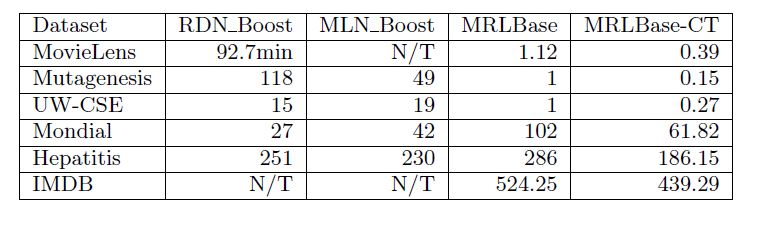 Dataset RDN_Boost MLN_Boost MRLBase MRLBase-CT
MovieLens 92.7min N/T 1.12 0.39
Mutagenesis 118 49 1 0.15
UW-CSE 15 19 1 0.27
Mondial 27 42 102 61.82
Hepatitis 251 230 286 186.15
IMDB N/T N/T 524.25 439.29